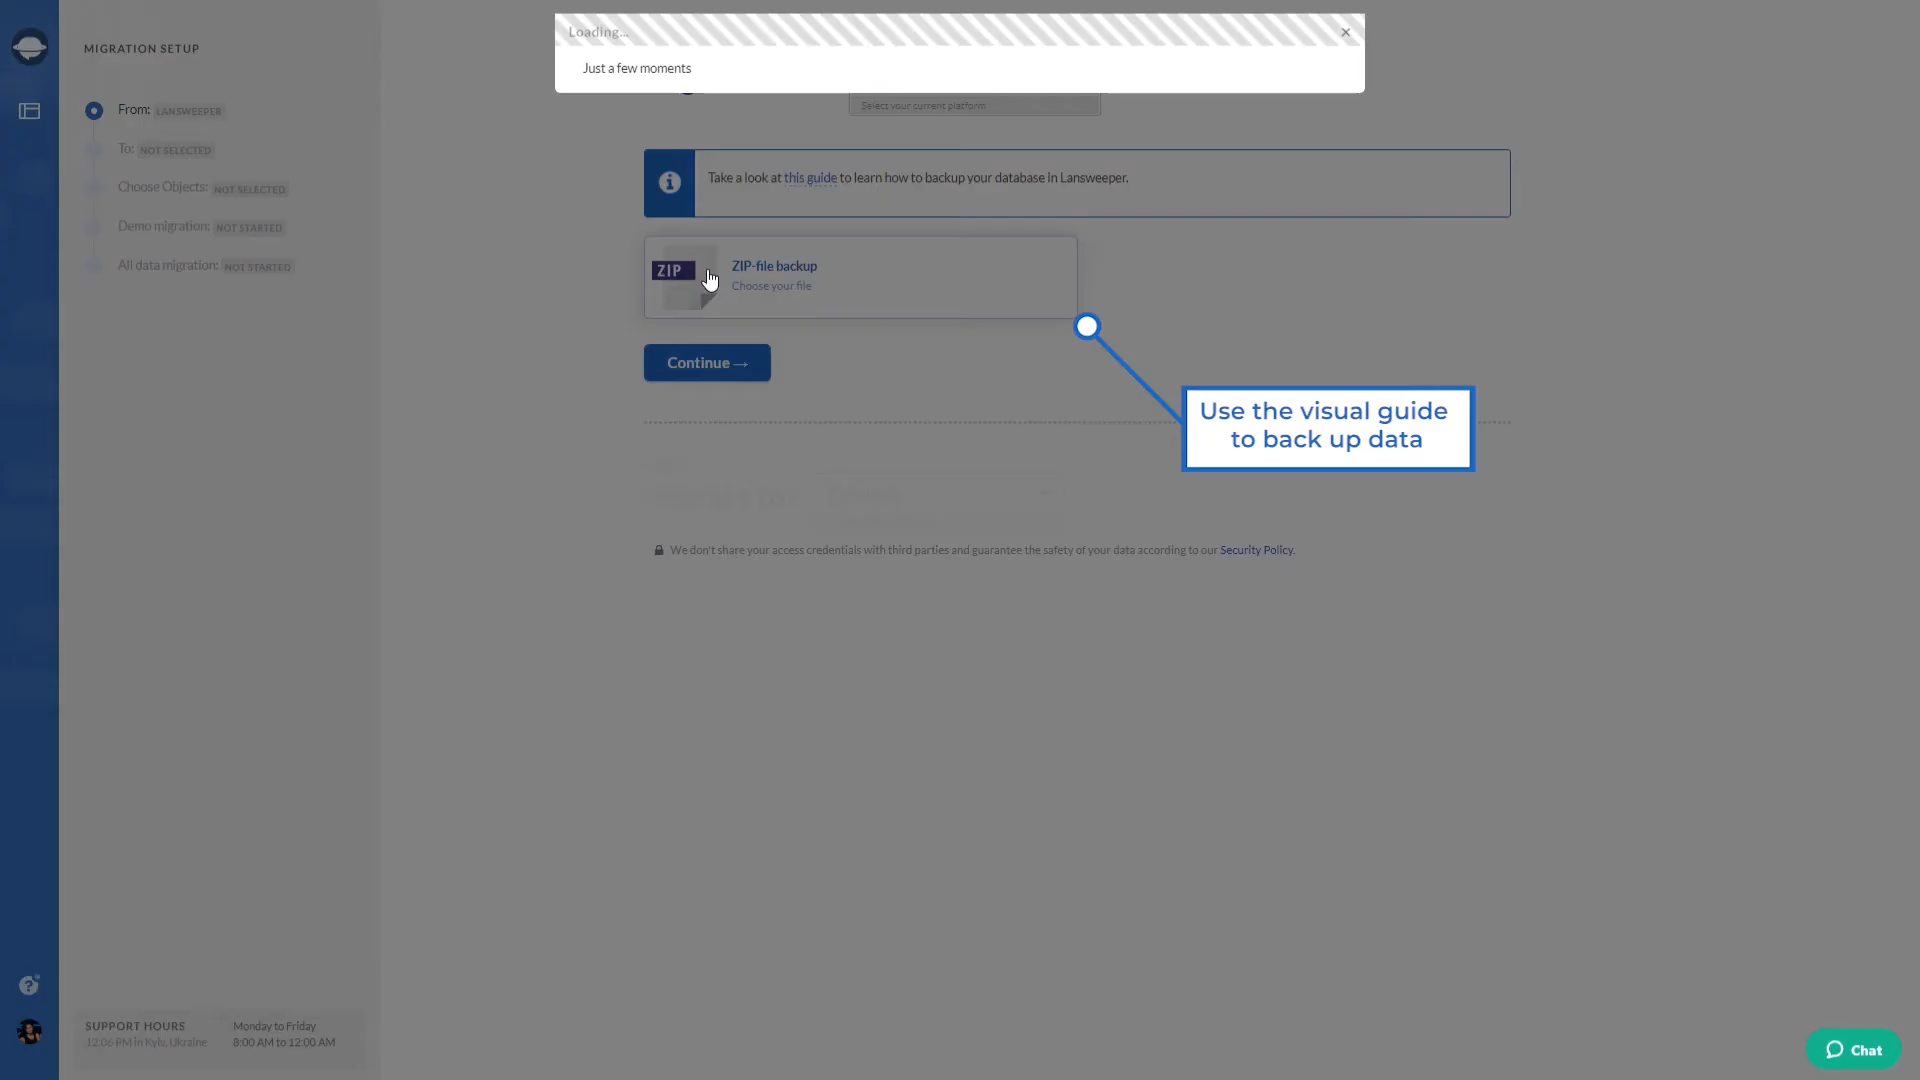 Loading...
Just a few moments
MIGRATION SETUP
From: LANSWEEPER
To: NOT SELECTED
Choose Objects: NOT SELECTED
Demo migration: NOT STARTED
All data migration: NOT STARTED
Select your current platform
Take a look at this guide to learn how to backup your database in Lansweeper.
ZIP
ZIP-file backup
Choose your file
Continue →
Use the visual guide
to back up data
We don't share your access credentials with third parties and guarantee the safety of your data according to our Security Policy.
SUPPORT HOURS
12:06 PM in Kyiv, Ukraine
Monday to Friday
8:00 AM to 12:00 AM
Chat